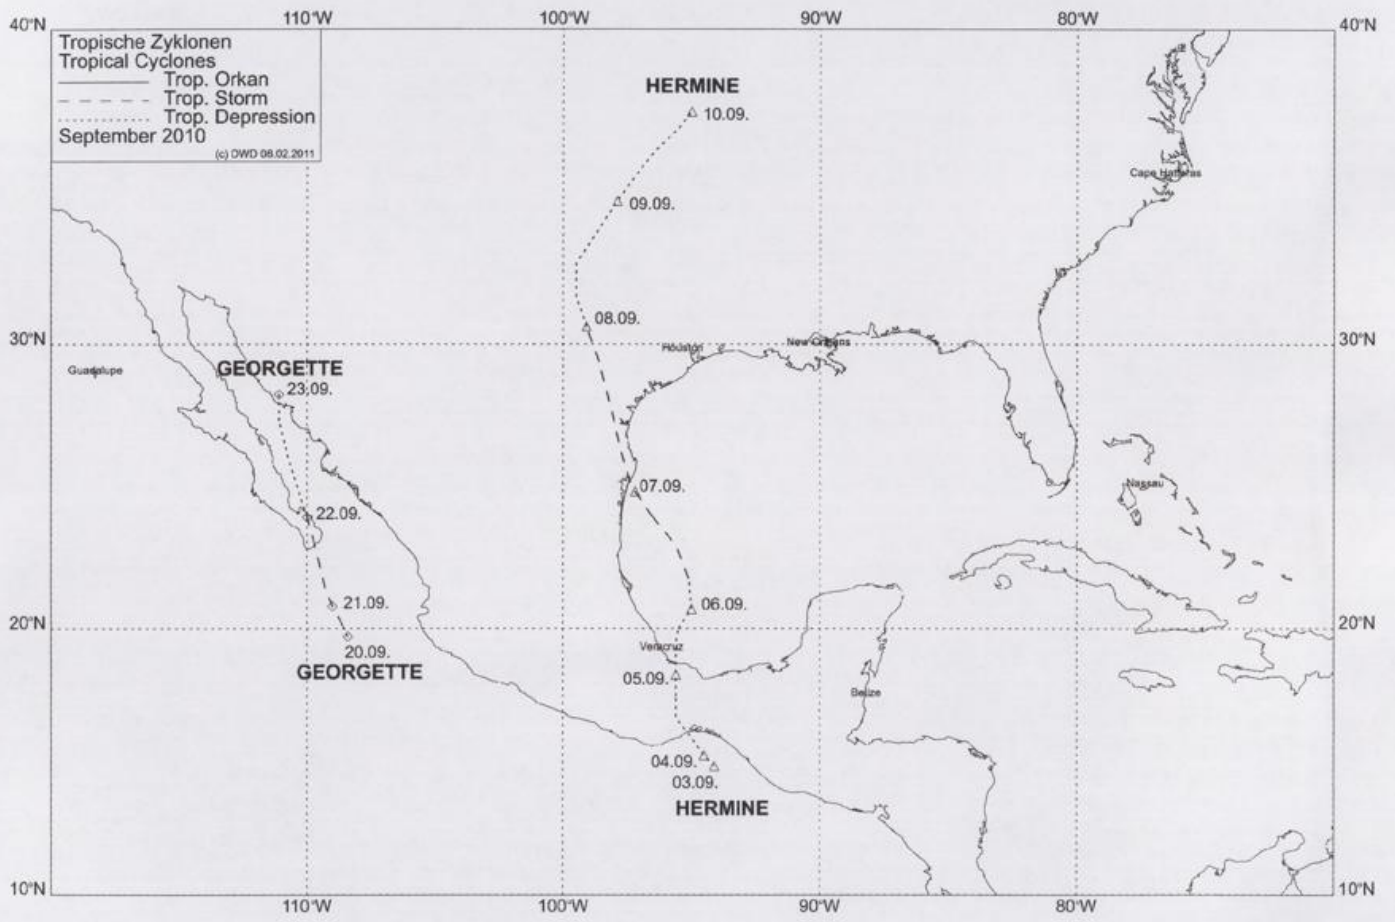 110°W 100°W 90°W 80°W
40°N 40°N
Tropische Zyklonen
Tropical Cyclones
Trop. Orkan
Trop. Storm
Trop. Depression
September 2010
(c) DWD 08.02.2011
HERMINE
10.09.
Cape Hatteras
09.09.
08.09.
30°N 30°N
Houston
New Orleans
GEORGETTE
Guadalupe
23.09.
07.09.
Nassau
22.09.
21.09.
06.09.
20°N 20°N
20.09.
Veracruz
GEORGETTE
05.09.
Belize
04.09.
03.09.
HERMINE
10°N 10°N
110°W 100°W 90°W 80°W